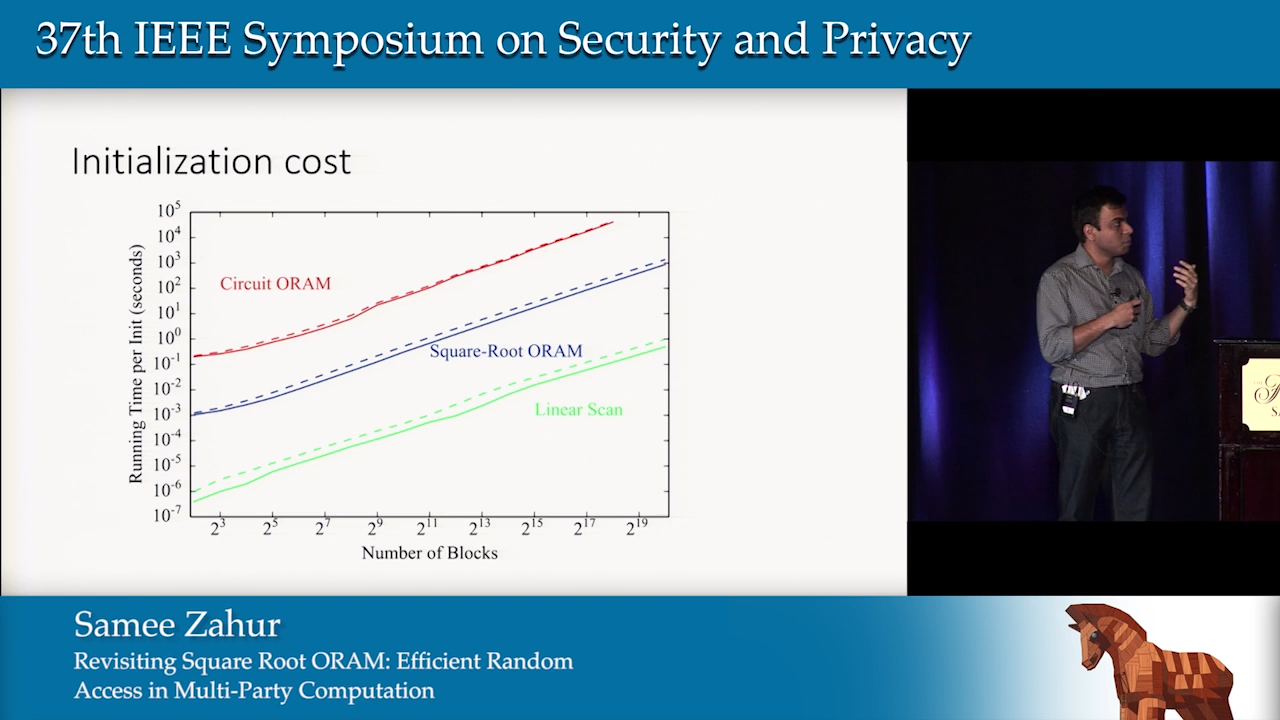 37th IEEE Symposium on Security and Privacy
Initialization cost
Running Time per Init (seconds)
10^5
10^4
10^3
10^2
10^1
10^0
10^-1
10^-2
10^-3
10^-4
10^-5
10^-6
10^-7
Circuit ORAM
Square-Root ORAM
Linear Scan
2^3 2^5 2^7 2^9 2^11 2^13 2^15 2^17 2^19
Number of Blocks
Samee Zahur
Revisiting Square Root ORAM: Efficient Random
Access in Multi-Party Computation